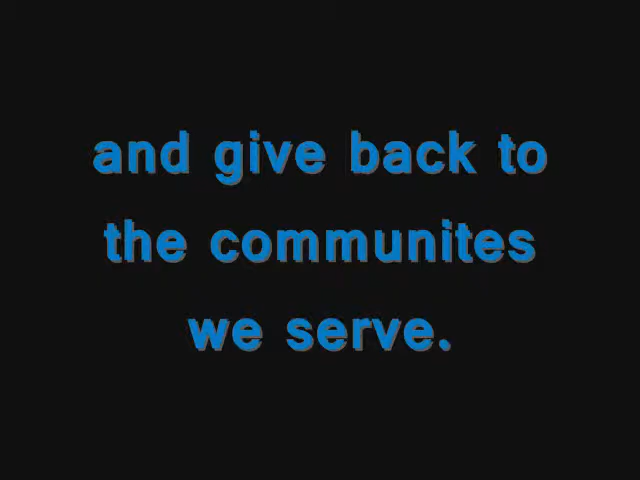 and give back to
the communites
we serve.